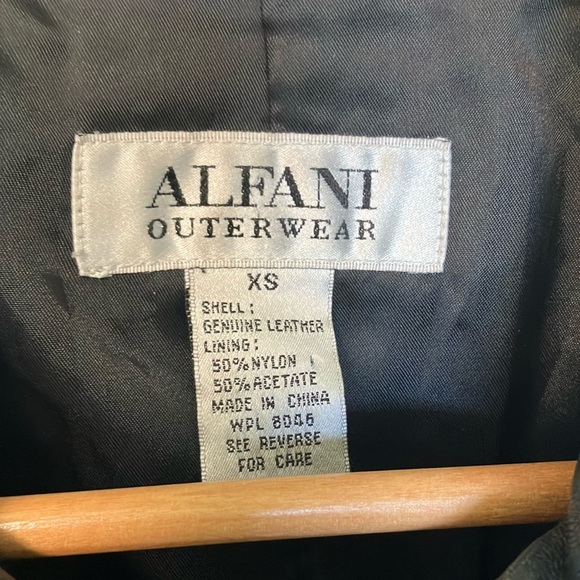 ALFANI
OUTERWEAR
XS
SHELL:
GENUINE LEATHER
LINING:
50%NYLON
50%ACETATE
MADE IN CHINA
WPL 8046
SEE REVERSE
FOR CARE